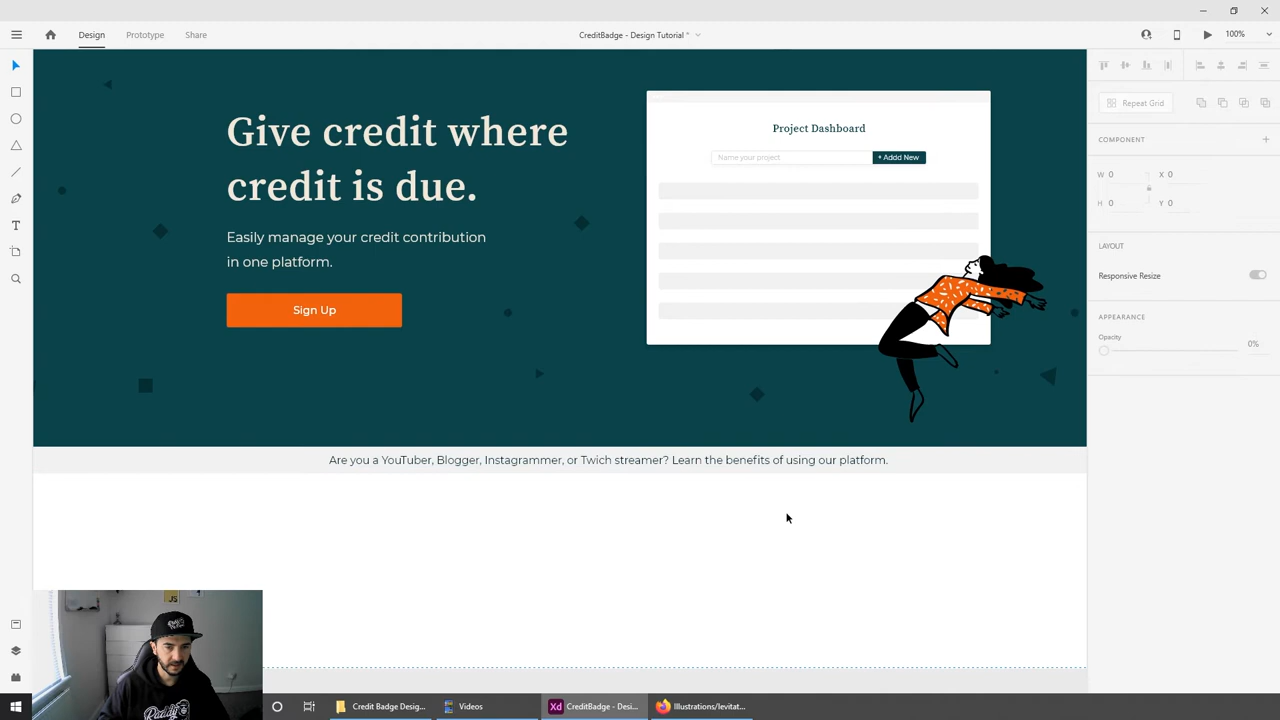 Design
Prototype
Share
CreditBadge - Design Tutorial *
100%
Give credit where
credit is due.
Easily manage your credit contribution
in one platform.
Sign Up
Project Dashboard
Name your project
+ Addd New
Are you a YouTuber, Blogger, Instagrammer, or Twich streamer? Learn the benefits of using our platform.
Repeat Grid
COMPONENT
W 0
X 0
H 0
Y 0
LAYOUT
Responsive Resize
APPEARANCE
Opacity
0%
T
JS
Credit Badge Desig...
Videos
Xd
CreditBadge - Desi...
Illustrations/levitat...